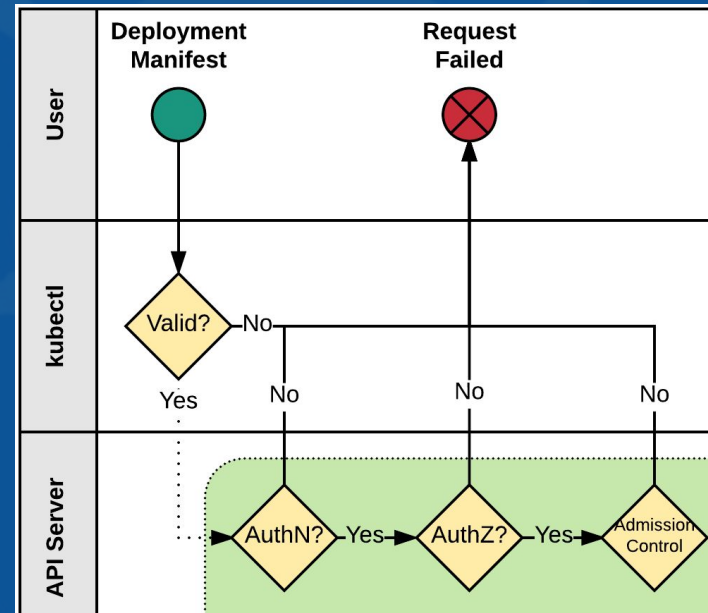 Deployment
Manifest
Request
Failed
User
kubectl
Valid?
No
Yes
No
No
No
API Server
AuthN?
Yes
AuthZ?
Yes
Admission
Control